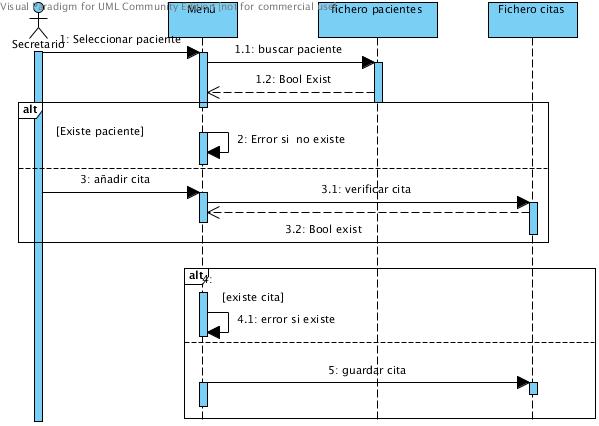 Visual Paradigm for UML Community Edition [not for commercial use]
Menú
fichero pacientes
Fichero citas
Secretario
1: Seleccionar paciente
1.1: buscar paciente
1.2: Bool Exist
alt
[Existe paciente]
2: Error si no existe
3: añadir cita
3.1: verificar cita
3.2: Bool exist
alt
4:
[existe cita]
4.1: error si existe
5: guardar cita